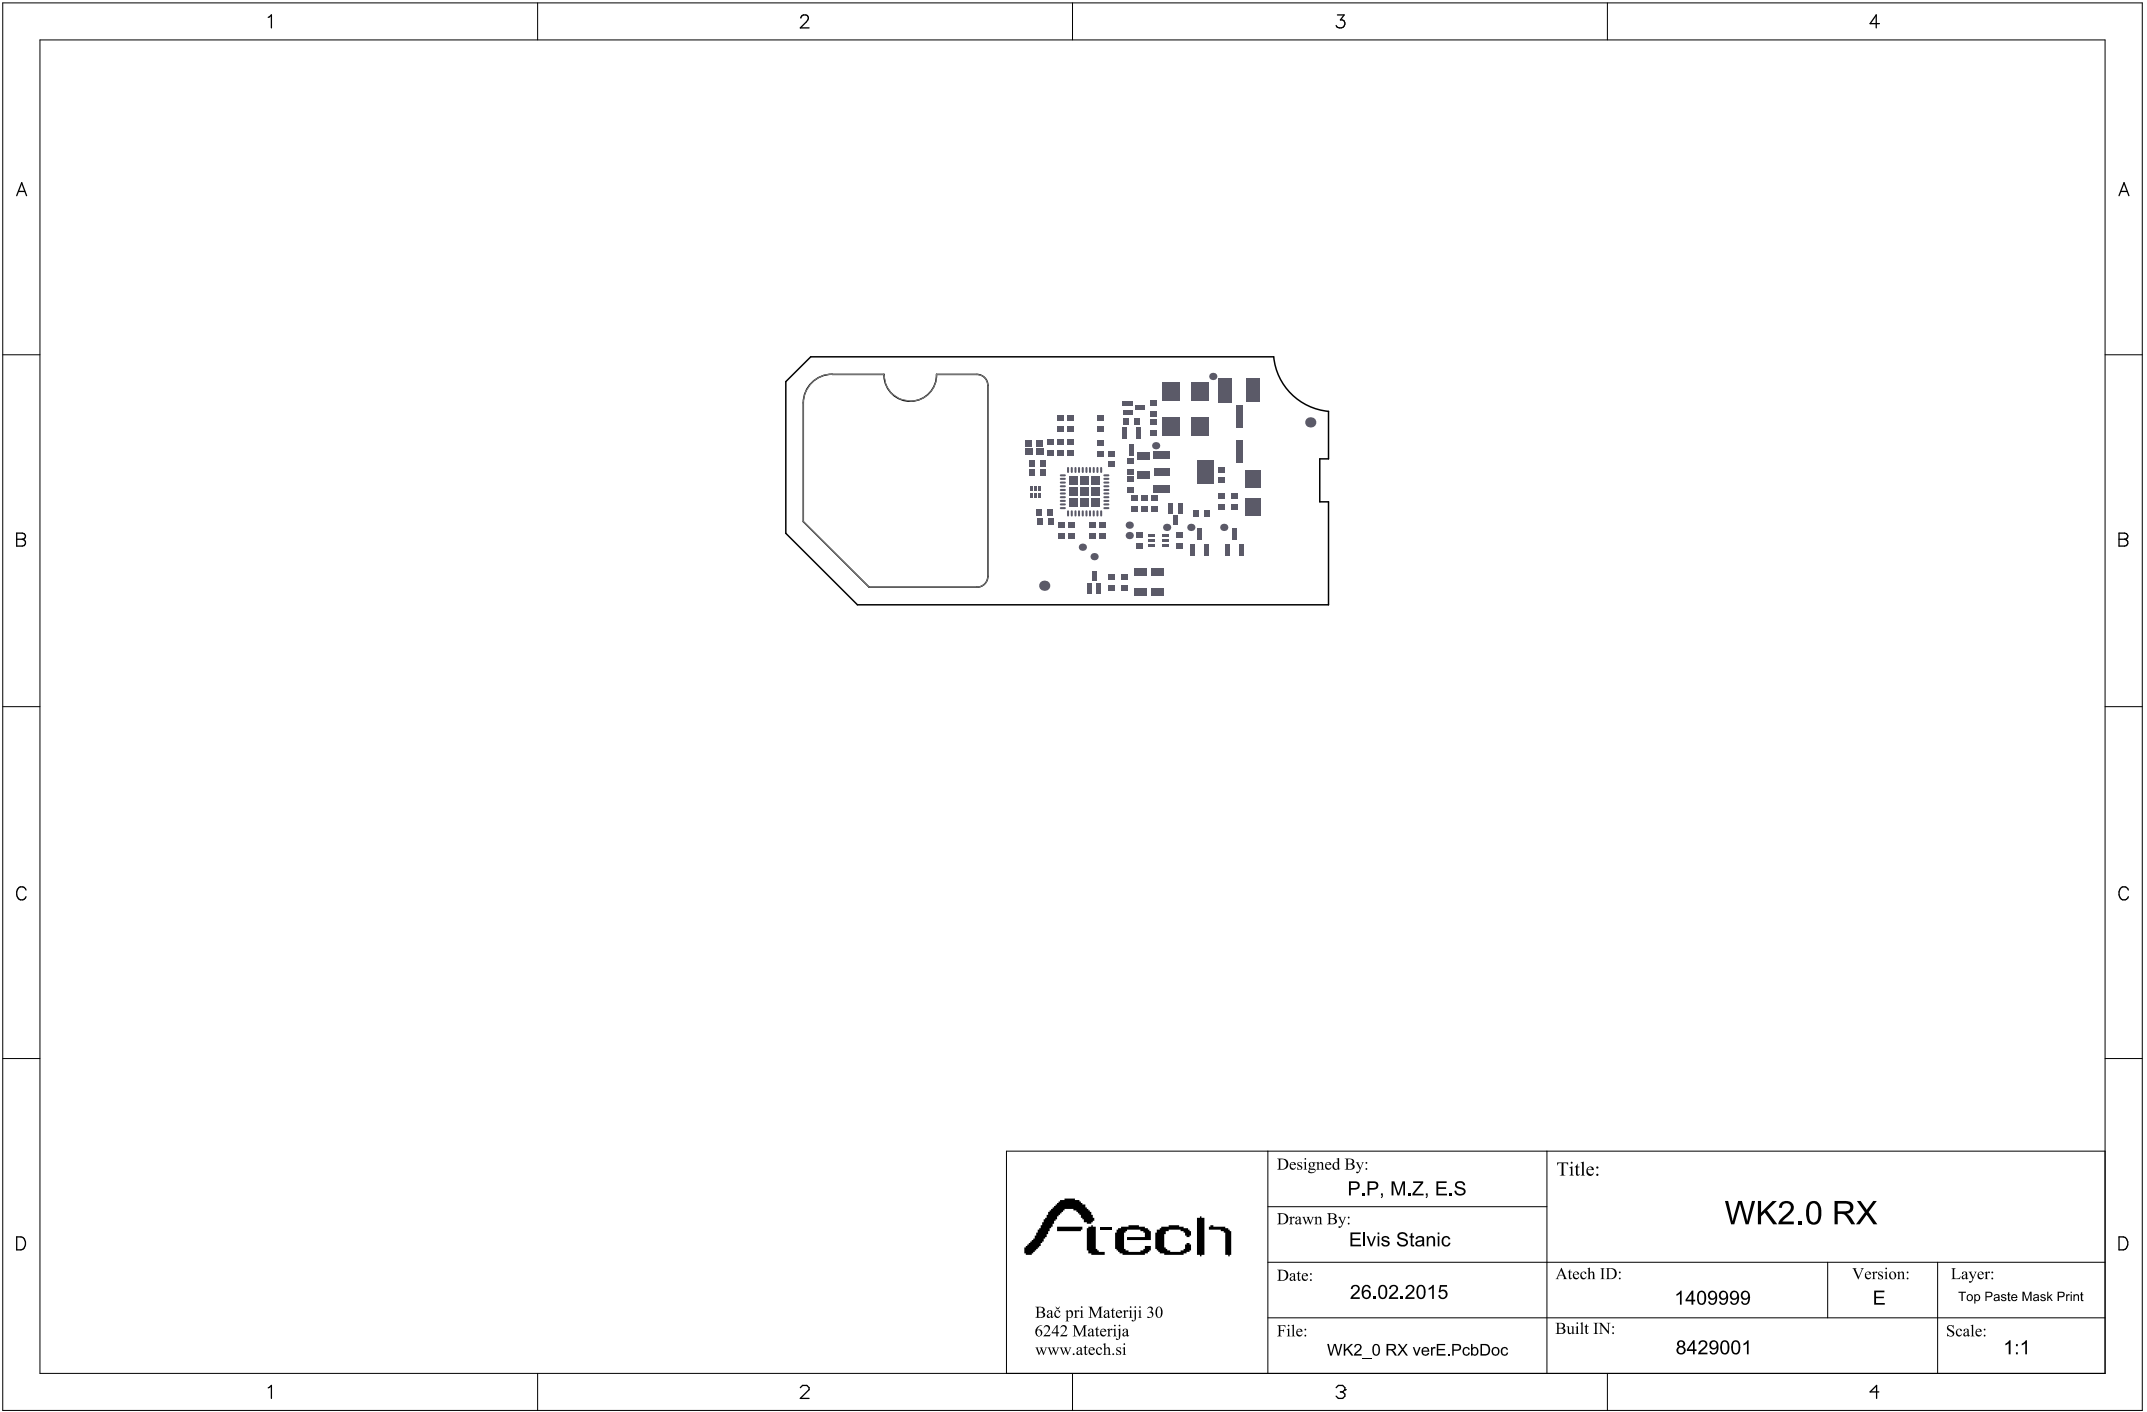 1 2 3 4
A A
B B
C C
D D
Atech
Bač pri Materiji 30
6242 Materija
www.atech.si
Designed By:
P.P, M.Z, E.S
Drawn By:
Elvis Stanic
Date:
26.02.2015
File:
WK2_0 RX verE.PcbDoc
Title:
WK2.0 RX
Atech ID:
1409999
Version:
E
Layer:
Top Paste Mask Print
Built IN:
8429001
Scale:
1:1
1 2 3 4